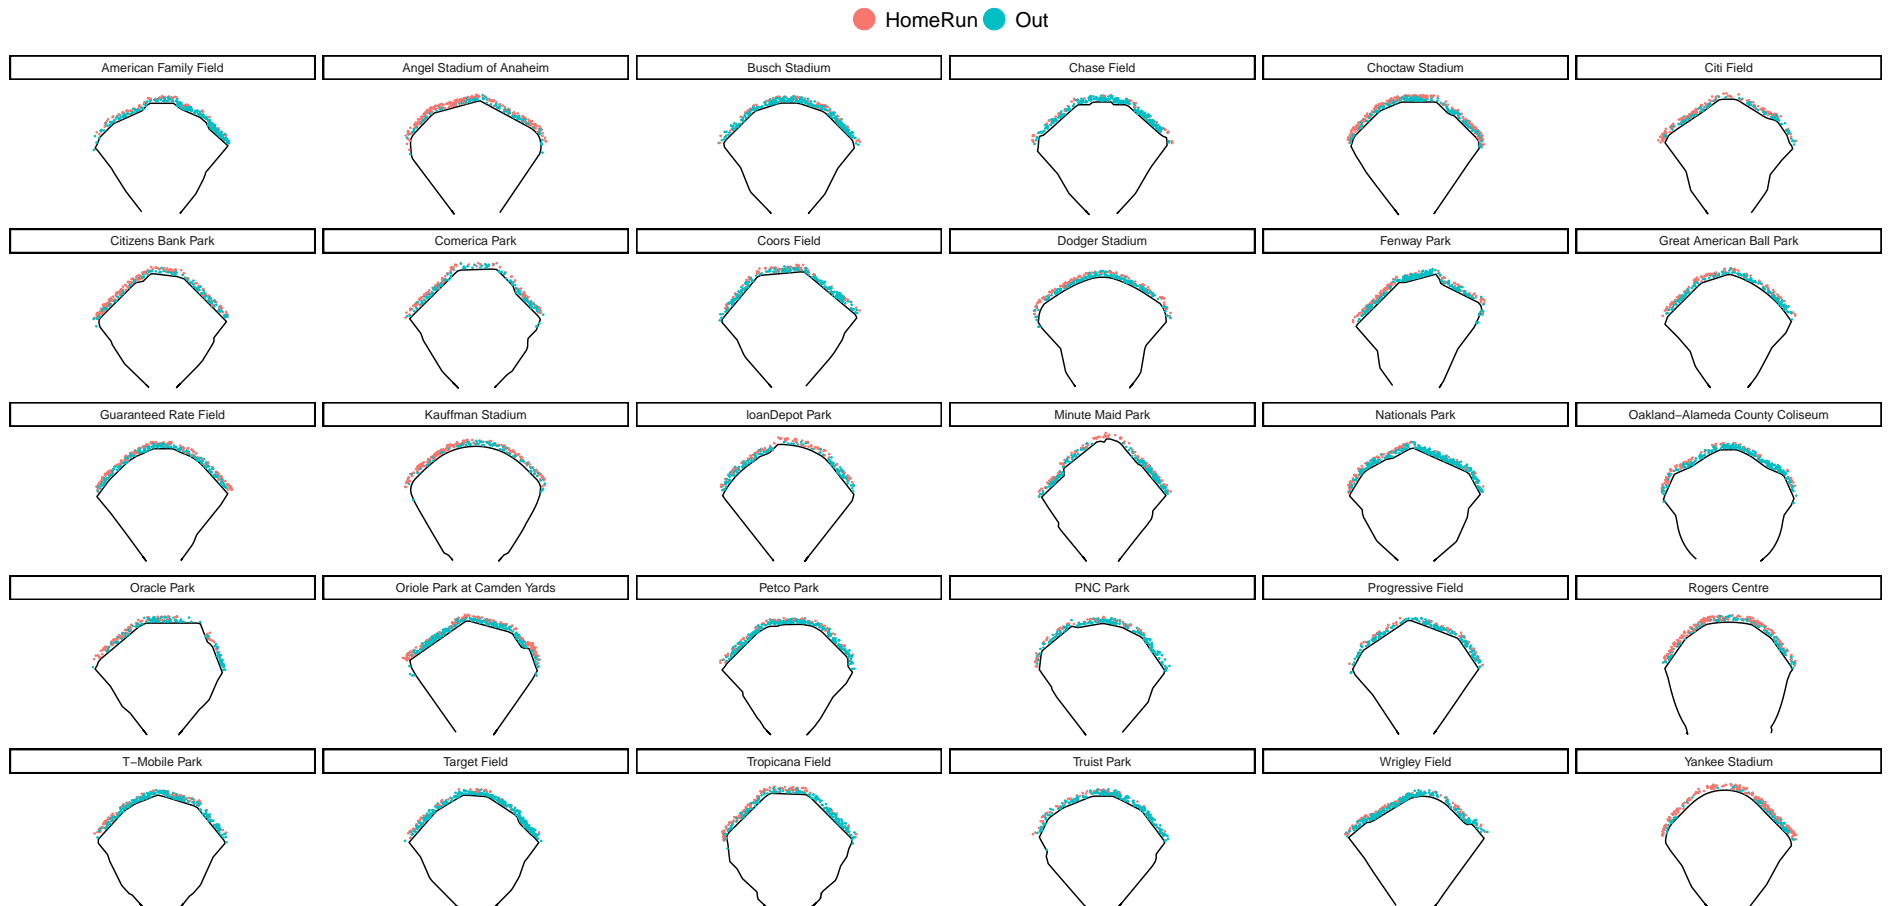 HomeRun Out
American Family Field
Angel Stadium of Anaheim
Busch Stadium
Chase Field
Choctaw Stadium
Citi Field
Citizens Bank Park
Comerica Park
Coors Field
Dodger Stadium
Fenway Park
Great American Ball Park
Guaranteed Rate Field
Kauffman Stadium
loanDepot Park
Minute Maid Park
Nationals Park
Oakland−Alameda County Coliseum
Oracle Park
Oriole Park at Camden Yards
Petco Park
PNC Park
Progressive Field
Rogers Centre
T−Mobile Park
Target Field
Tropicana Field
Truist Park
Wrigley Field
Yankee Stadium